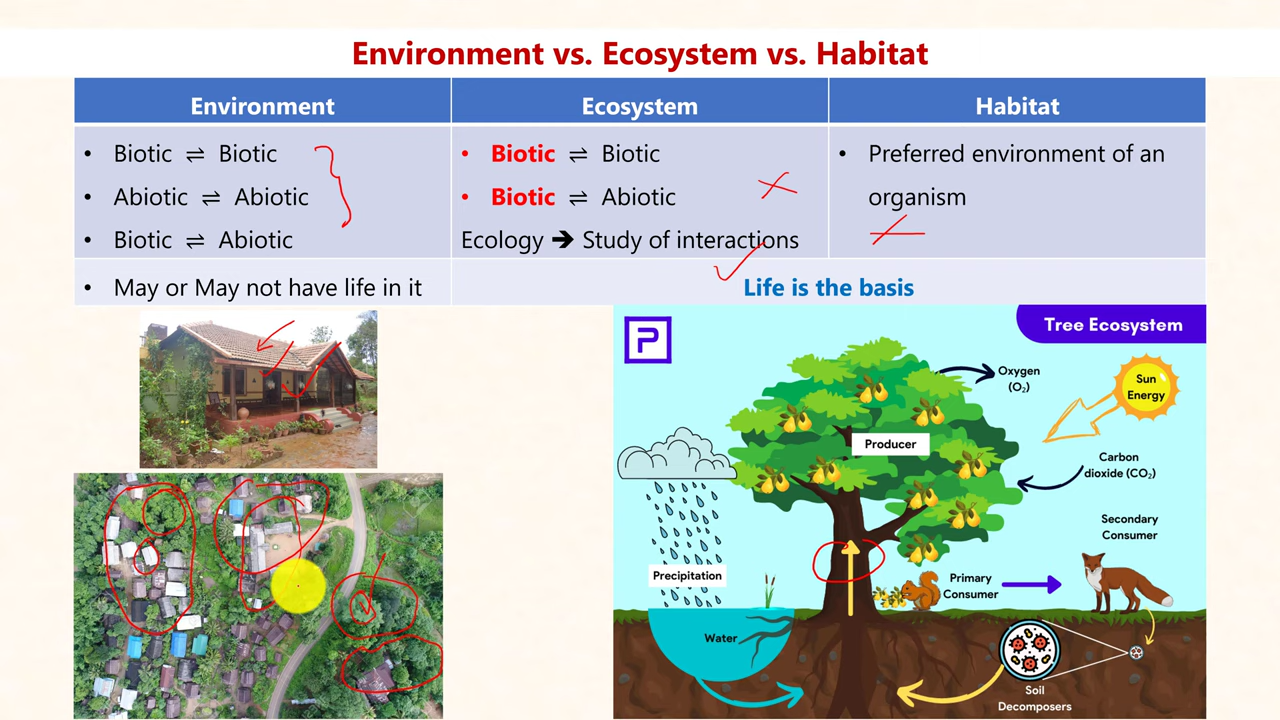 Environment vs. Ecosystem vs. Habitat
Environment
Ecosystem
Habitat
• Biotic ⇌ Biotic
• Abiotic ⇌ Abiotic
• Biotic ⇌ Abiotic
• Biotic ⇌ Biotic
• Biotic ⇌ Abiotic
Ecology ➔ Study of interactions
• Preferred environment of an
organism
• May or May not have life in it
Life is the basis
P
Tree Ecosystem
Oxygen
(O₂)
Sun
Energy
Producer
Carbon
dioxide (CO₂)
Secondary
Consumer
Precipitation
Primary
Consumer
Water
Soil
Decomposers